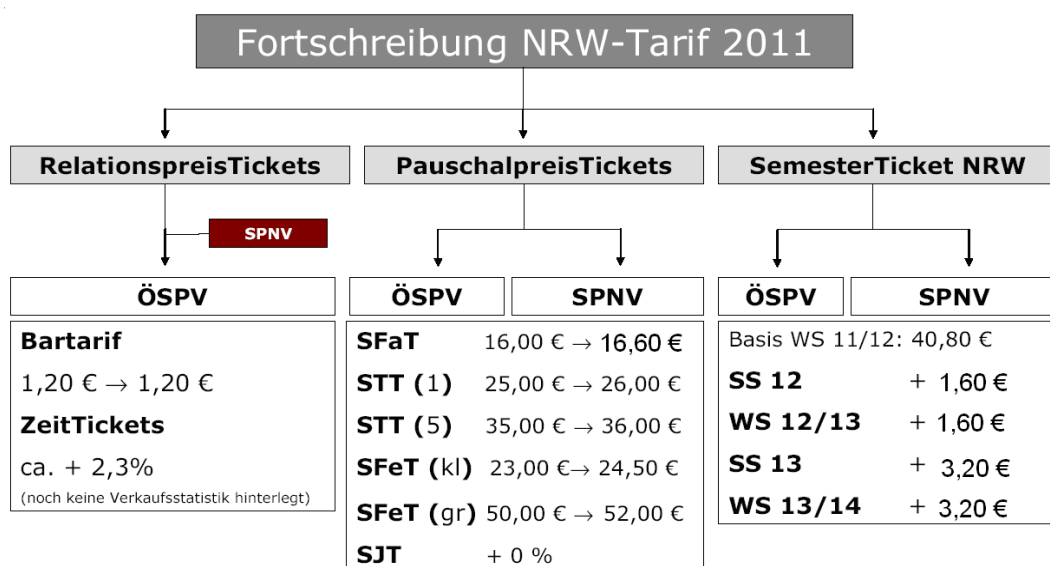 Fortschreibung NRW-Tarif 2011
RelationspreisTickets
SPNV
ÖSPV
Bartarif
1,20 € → 1,20 €
ZeitTickets
ca. + 2,3%
(noch keine Verkaufsstatistik hinterlegt)
PauschalpreisTickets
ÖSPV SPNV
SFaT 16,00 € → 16,60 €
STT (1) 25,00 € → 26,00 €
STT (5) 35,00 € → 36,00 €
SFeT (kl) 23,00 €→ 24,50 €
SFeT (gr) 50,00 € → 52,00 €
SJT + 0 %
SemesterTicket NRW
ÖSPV SPNV
Basis WS 11/12: 40,80 €
SS 12 + 1,60 €
WS 12/13 + 1,60 €
SS 13 + 3,20 €
WS 13/14 + 3,20 €